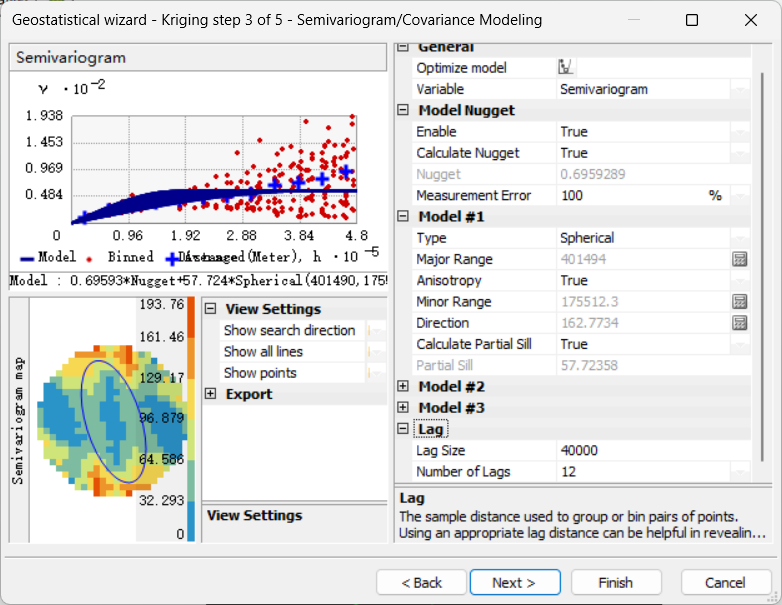 Geostatistical wizard - Kriging step 3 of 5 - Semivariogram/Covariance Modeling
Semivariogram
γ · 10⁻²
1.938
1.453
0.969
0.484
0 0.96 1.92 2.88 3.84 4.8
Model Binned Averaged
Distance (Meter), h · 10⁻⁵
Model : 0.69593*Nugget+57.724*Spherical(401490,1755
Semivariogram map
193.76
161.46
129.17
96.879
64.586
32.293
0
View Settings
Show search direction
Show all lines
Show points
Export
View Settings
General
Optimize model
Variable Semivariogram
Model Nugget
Enable True
Calculate Nugget True
Nugget 0.6959289
Measurement Error 100 %
Model #1
Type Spherical
Major Range 401494
Anisotropy True
Minor Range 175512.3
Direction 162.7734
Calculate Partial Sill True
Partial Sill 57.72358
Model #2
Model #3
Lag
Lag Size 40000
Number of Lags 12
Lag
The sample distance used to group or bin pairs of points.
Using an appropriate lag distance can be helpful in revealin...
< Back Next > Finish Cancel